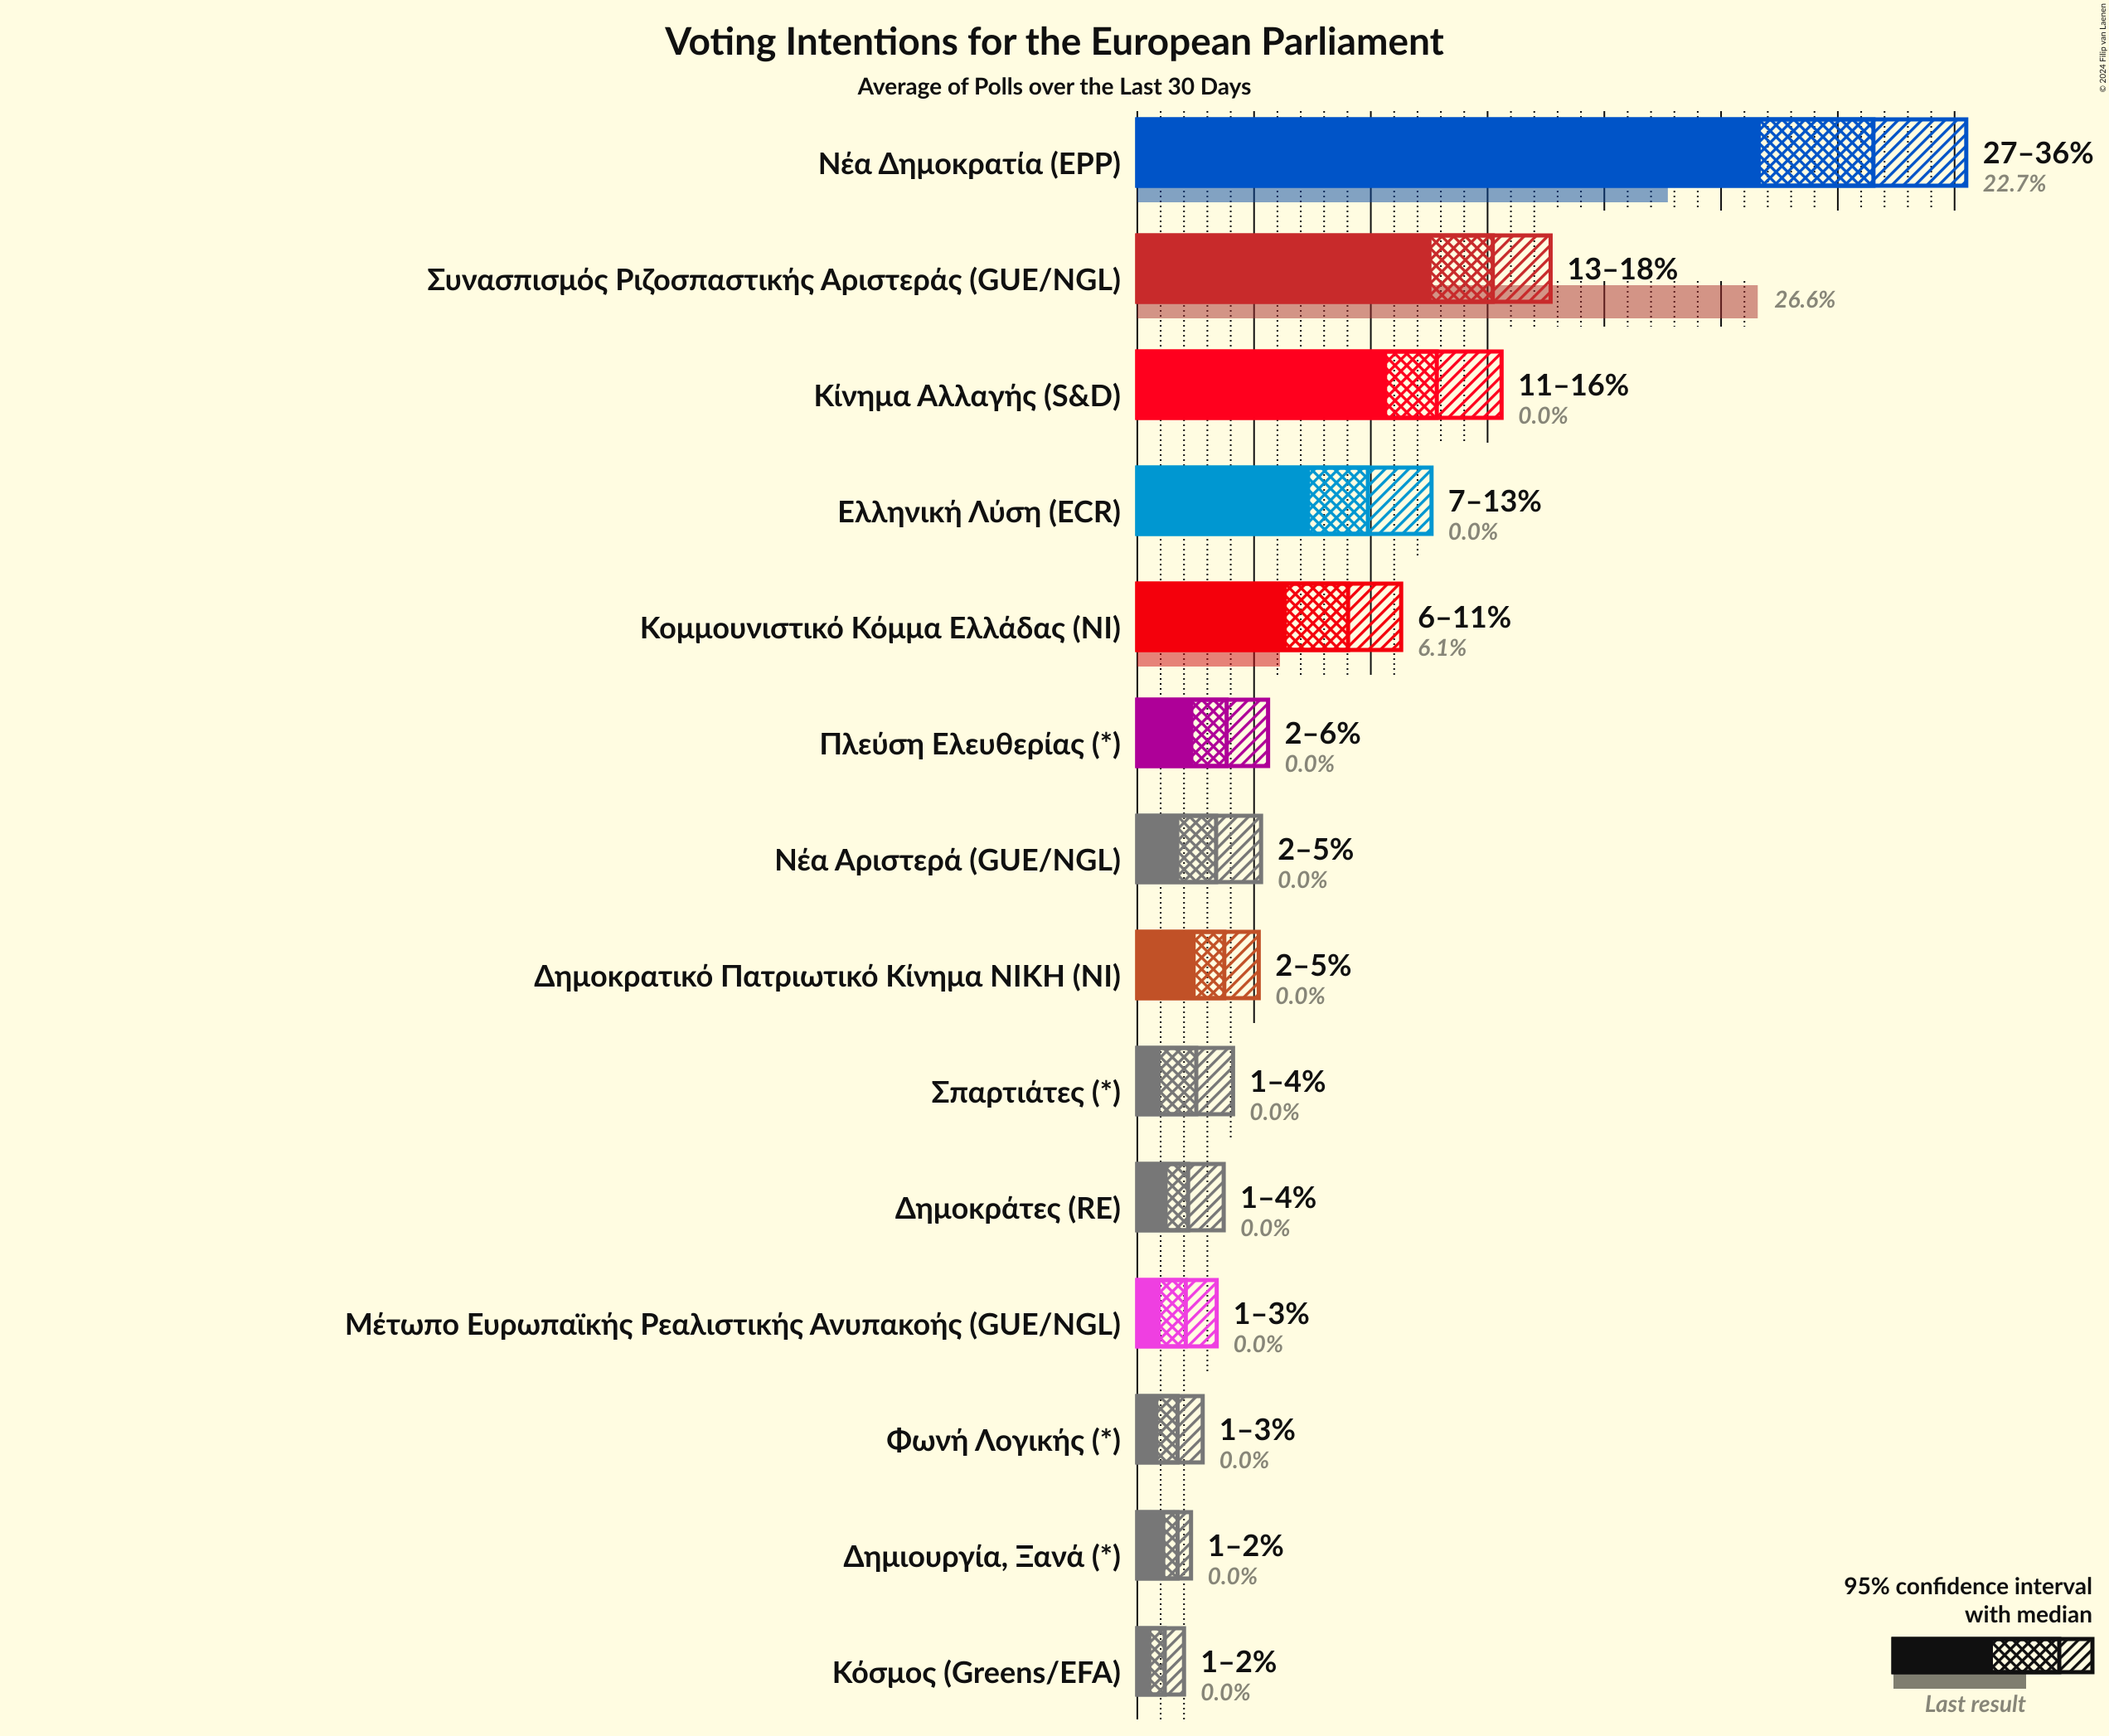 Voting Intentions for the European Parliament
Average of Polls over the Last 30 Days
© 2024 Filip van Laenen
Νέα Δημοκρατία (EPP)
27–36%
22.7%
Συνασπισμός Ριζοσπαστικής Αριστεράς (GUE/NGL)
13–18%
26.6%
Κίνημα Αλλαγής (S&D)
11–16%
0.0%
Ελληνική Λύση (ECR)
7–13%
0.0%
Κομμουνιστικό Κόμμα Ελλάδας (NI)
6–11%
6.1%
Πλεύση Ελευθερίας (*)
2–6%
0.0%
Νέα Αριστερά (GUE/NGL)
2–5%
0.0%
Δημοκρατικό Πατριωτικό Κίνημα ΝΙΚΗ (NI)
2–5%
0.0%
Σπαρτιάτες (*)
1–4%
0.0%
Δημοκράτες (RE)
1–4%
0.0%
Μέτωπο Ευρωπαϊκής Ρεαλιστικής Ανυπακοής (GUE/NGL)
1–3%
0.0%
Φωνή Λογικής (*)
1–3%
0.0%
Δημιουργία, Ξανά (*)
1–2%
0.0%
Κόσμος (Greens/EFA)
1–2%
0.0%
95% confidence interval
with median
Last result